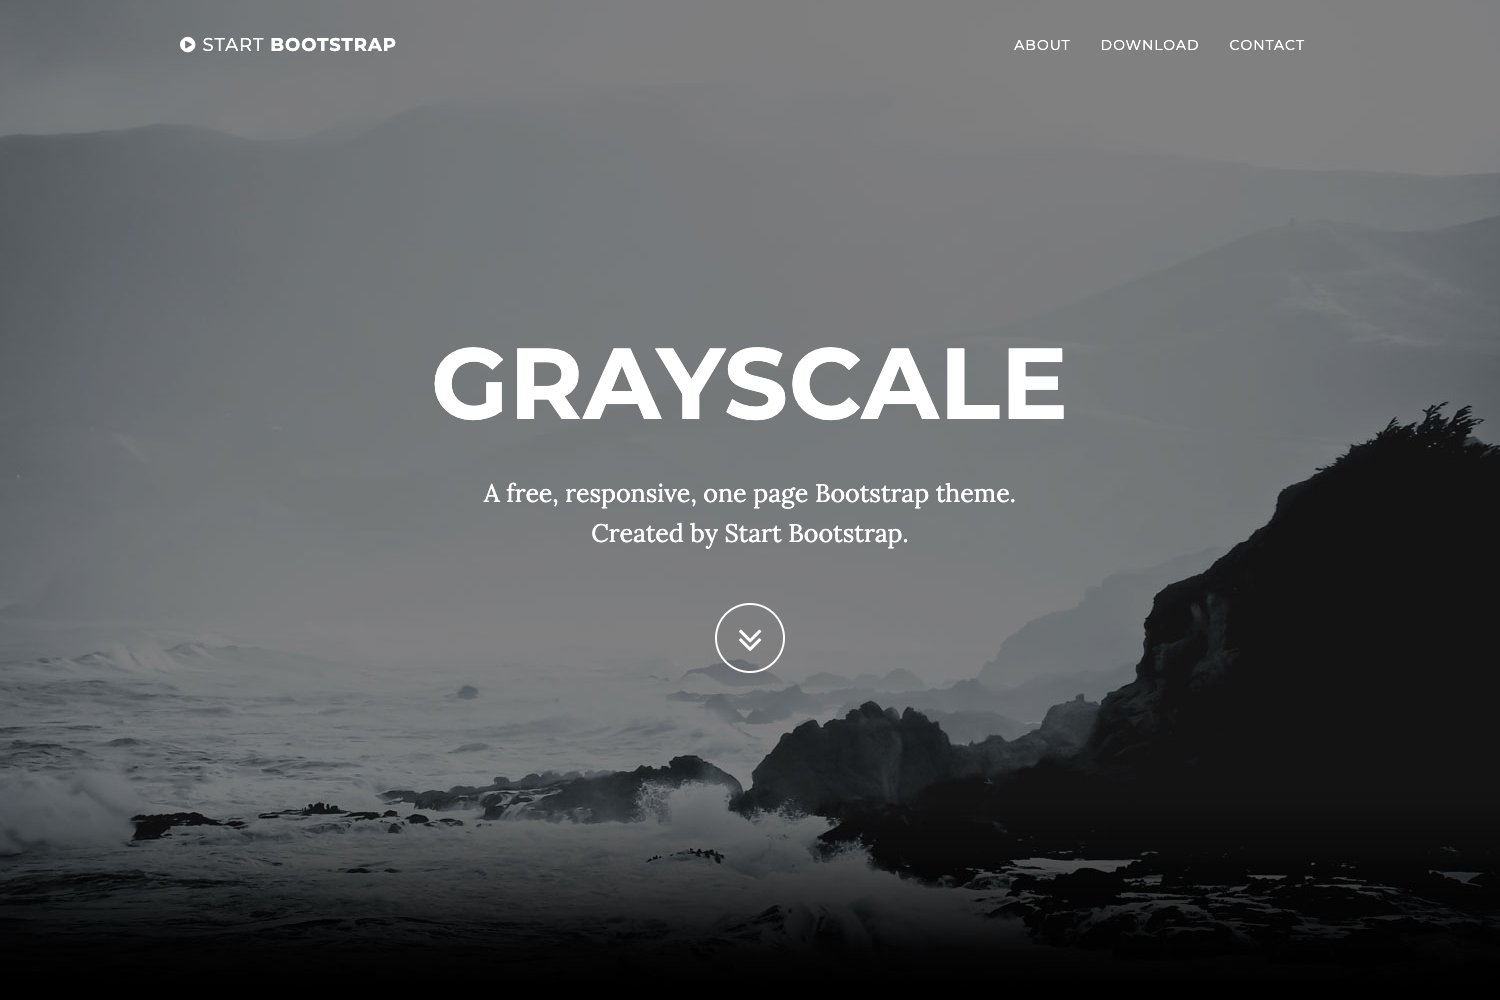 START BOOTSTRAP
ABOUT DOWNLOAD CONTACT
GRAYSCALE
A free, responsive, one page Bootstrap theme.
Created by Start Bootstrap.